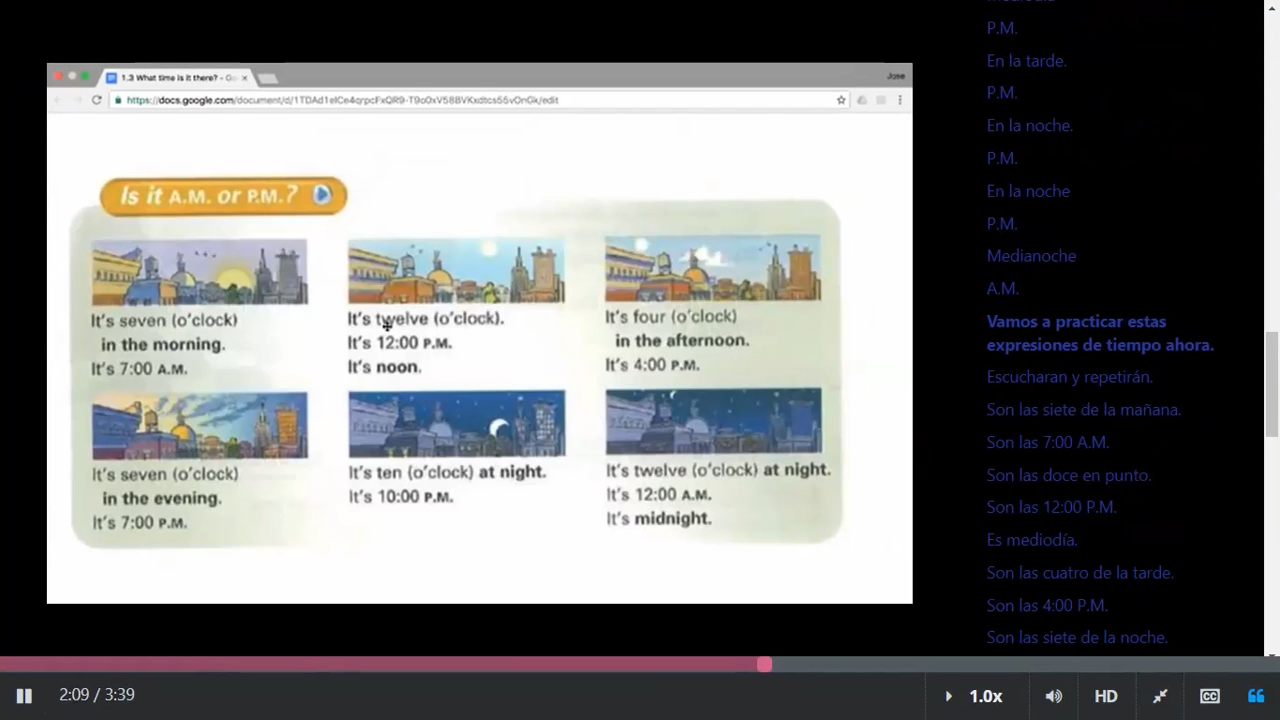 1.3 What time is it there? - Go
Jose
Is it A.M. or P.M.?
It's seven (o'clock)
in the morning.
It's 7:00 A.M.
It's twelve (o'clock).
It's 12:00 P.M.
It's noon.
It's four (o'clock)
in the afternoon.
It's 4:00 P.M.
It's seven (o'clock)
in the evening.
It's 7:00 P.M.
It's ten (o'clock) at night.
It's 10:00 P.M.
It's twelve (o'clock) at night.
It's 12:00 A.M.
It's midnight.
P.M.
En la tarde.
P.M.
En la noche.
P.M.
En la noche
P.M.
Medianoche
A.M.
Vamos a practicar estas
expresiones de tiempo ahora.
Escucharan y repetirán.
Son las siete de la mañana.
Son las 7:00 A.M.
Son las doce en punto.
Son las 12:00 P.M.
Es mediodía.
Son las cuatro de la tarde.
Son las 4:00 P.M.
Son las siete de la noche.
2:09 / 3:39
1.0x
HD
CC